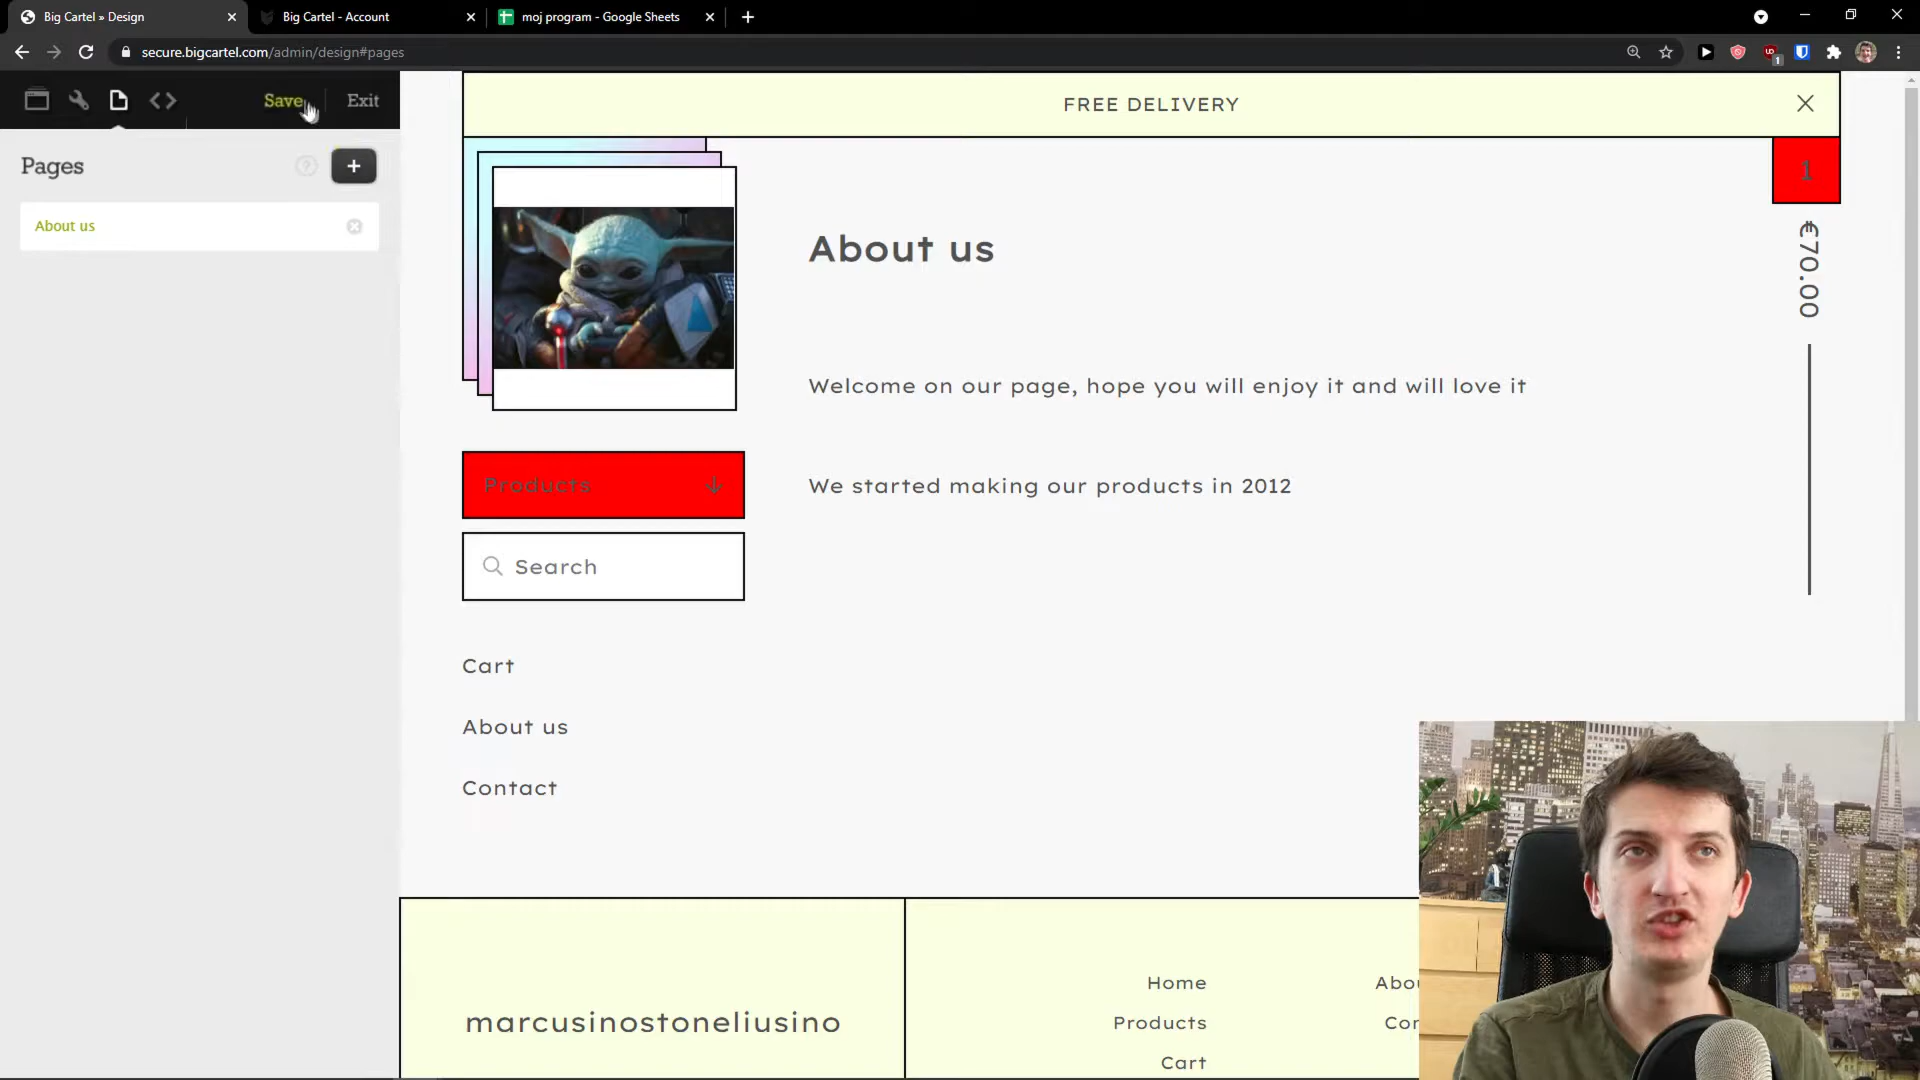 Big Cartel » Design
Big Cartel - Account
moj program - Google Sheets
secure.bigcartel.com/admin/design#pages
1
Save
Exit
Pages
?
+
About us
FREE DELIVERY
1
€70.00
About us
Welcome on our page, hope you will enjoy it and will love it
We started making our products in 2012
Products
Search
Cart
About us
Contact
marcusinostoneliusino
Home
Products
Cart